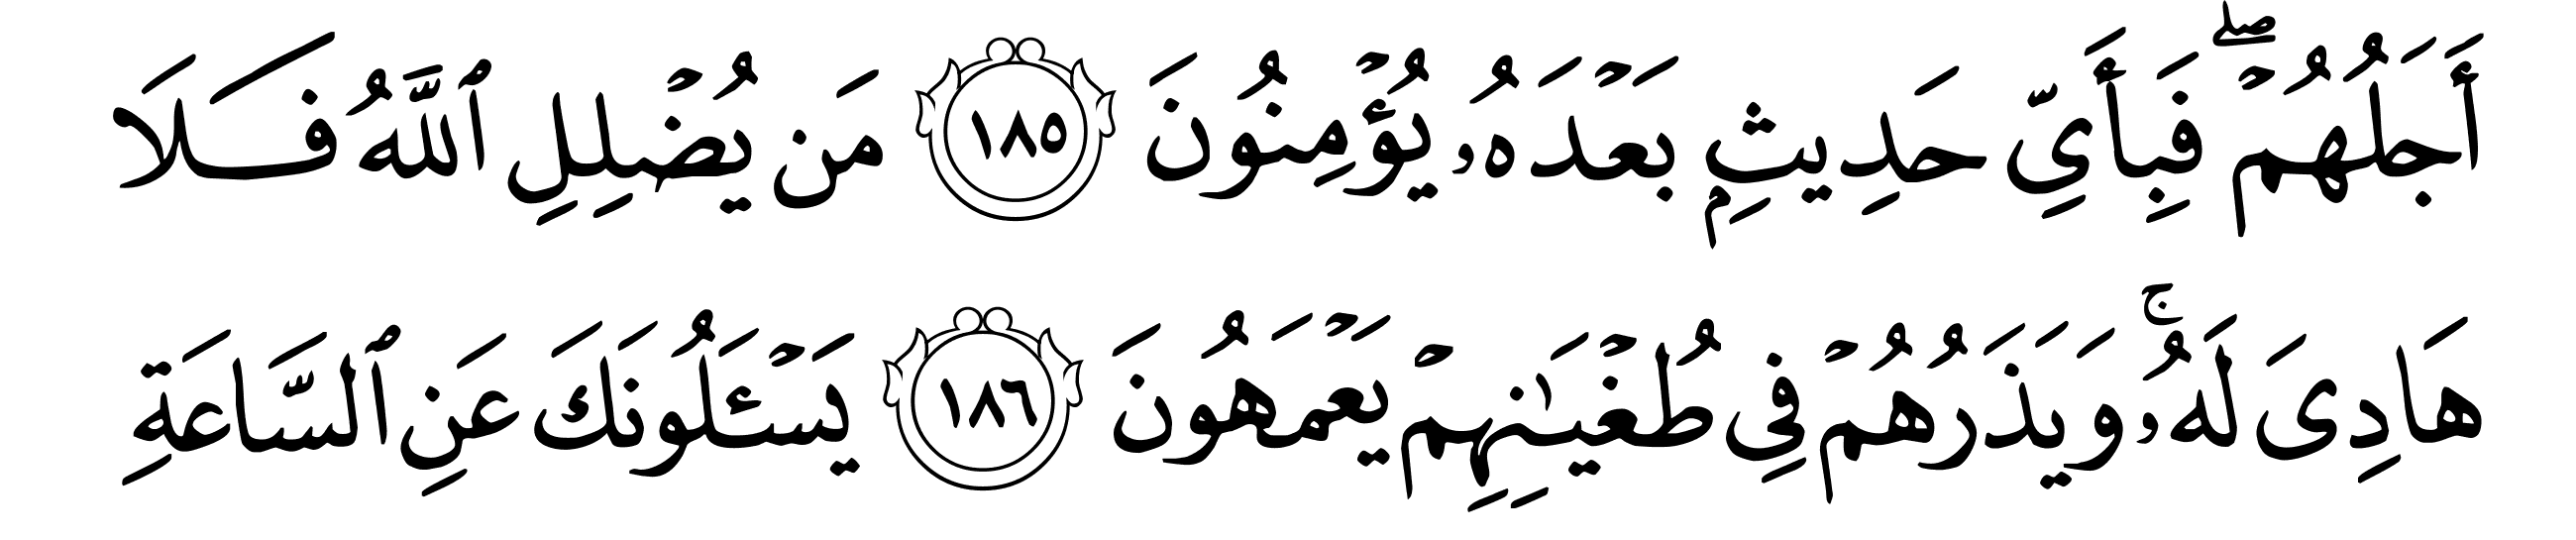 أَجَلُهُمۡۖ فَبِأَيِّ حَدِيثِۭ بَعۡدَهُۥ يُؤۡمِنُونَ ١٨٥ مَن يُضۡلِلِ ٱللَّهُ فَلَا
هَادِىَ لَهُۥۚ وَيَذَرُهُمۡ فِي طُغۡيَٰنِهِمۡ يَعۡمَهُونَ ١٨٦ يَسۡـَٔلُونَكَ عَنِ ٱلسَّاعَةِ